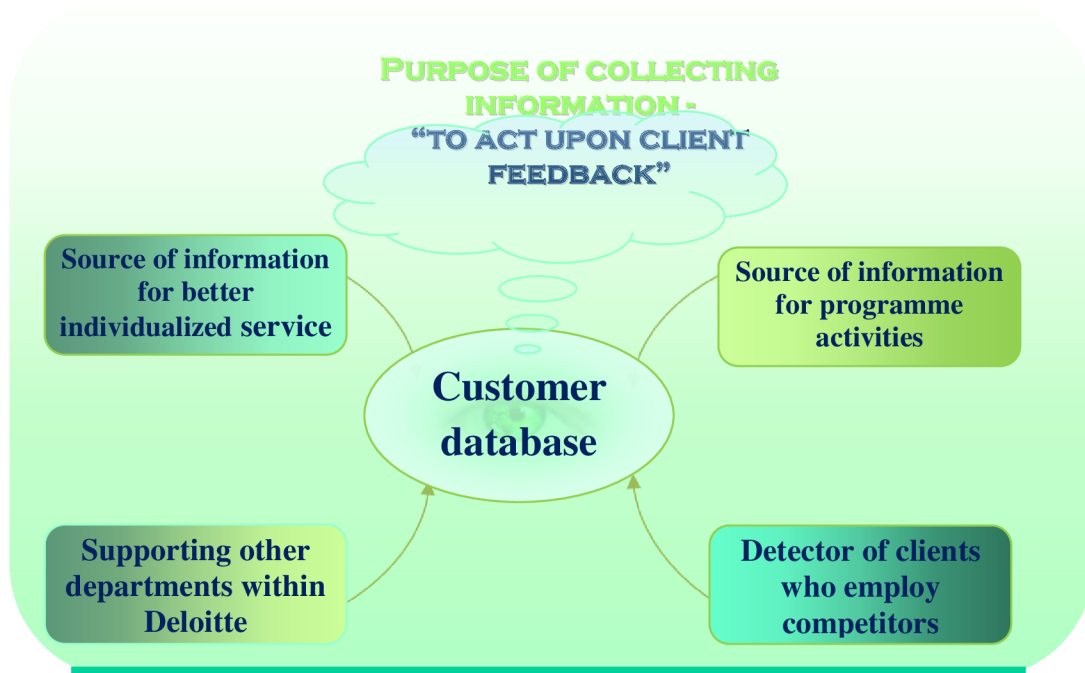 PURPOSE OF COLLECTING
INFORMATION -
“TO ACT UPON CLIENT
FEEDBACK”
Source of information
for better
individualized service
Source of information
for programme
activities
Customer
database
Supporting other
departments within
Deloitte
Detector of clients
who employ
competitors